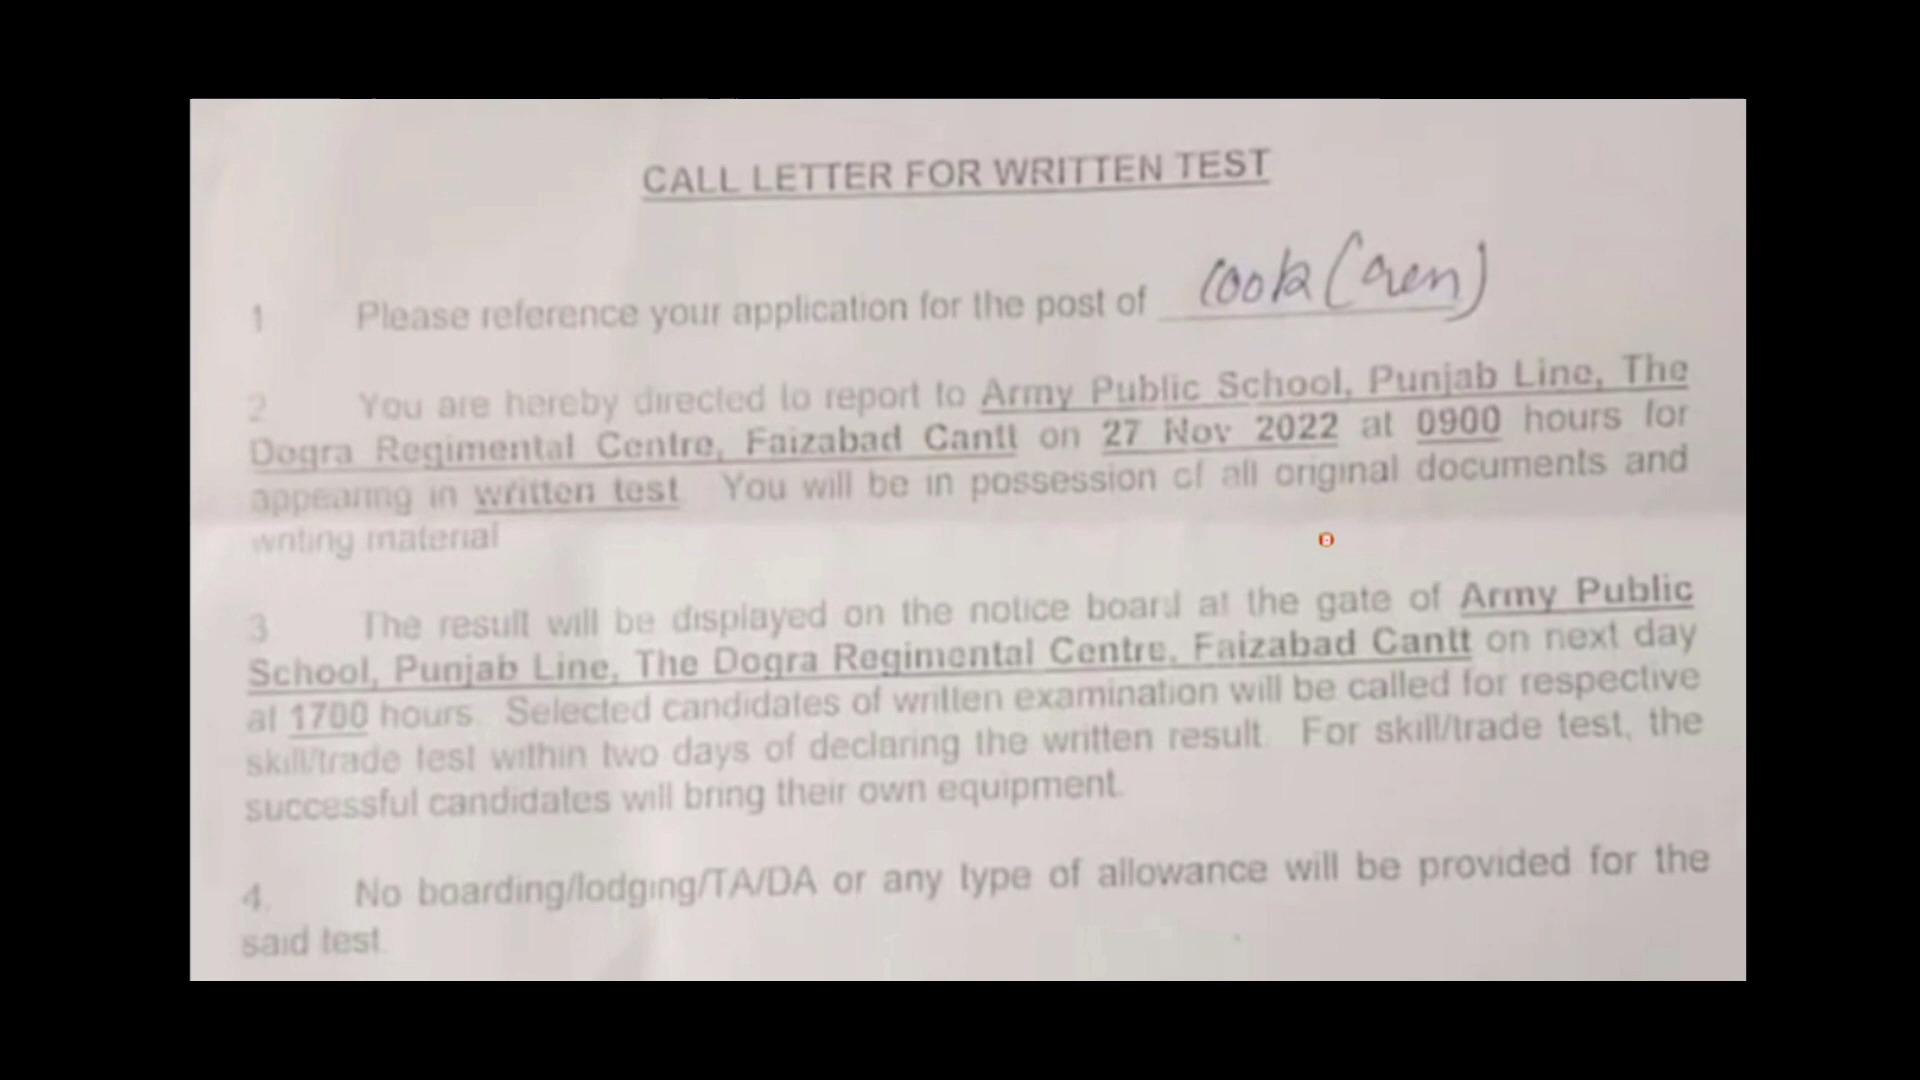 CALL LETTER FOR WRITTEN TEST
1 Please reference your application for the post of Cook (Gen)
2 You are hereby directed to report to Army Public School, Punjab Line, The
Dogra Regimental Centre, Faizabad Cantt on 27 Nov 2022 at 0900 hours for
appearing in written test You will be in possession of all original documents and
writing material
3 The result will be displayed on the notice board at the gate of Army Public
School, Punjab Line, The Dogra Regimental Centre, Faizabad Cantt on next day
at 1700 hours. Selected candidates of written examination will be called for respective
skill/trade test within two days of declaring the written result. For skill/trade test, the
successful candidates will bring their own equipment.
4. No boarding/lodging/TA/DA or any type of allowance will be provided for the
said test.